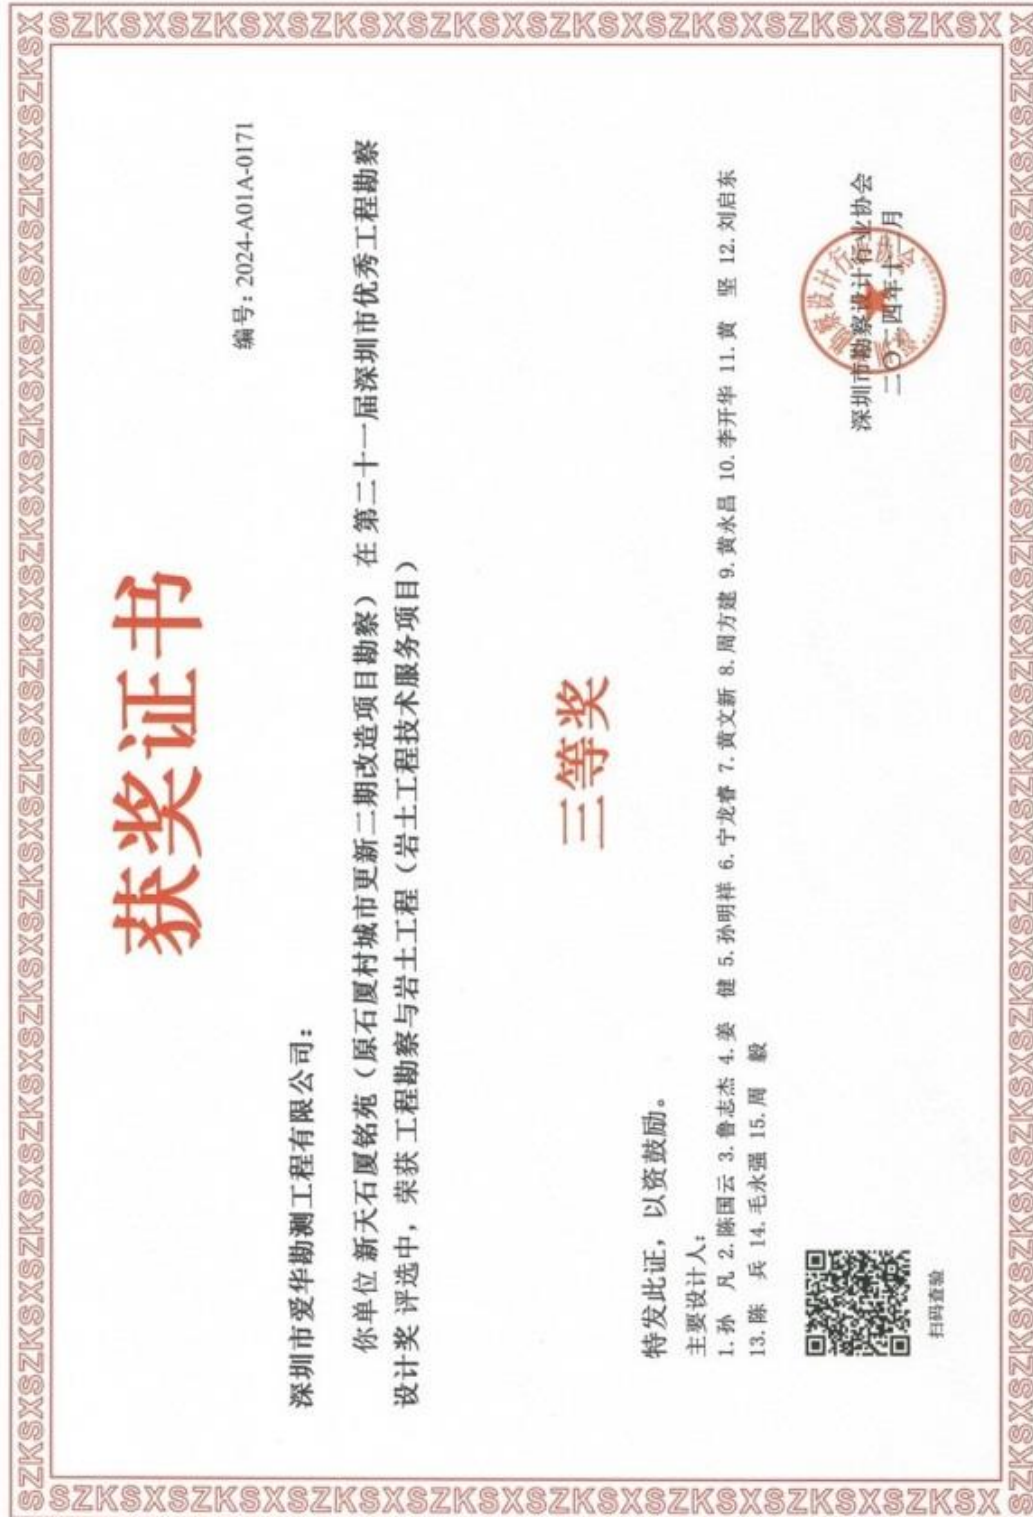 获奖证书
编号：2024-A01A-0171
深圳市爱华勘测工程有限公司：
你单位 新天石厦铭苑（原石厦村城市更新二期改造项目勘察） 在 第二十一届深圳市优秀工程勘察
设计奖 评选中，荣获 工程勘察与岩土工程（岩土工程技术服务项目）
三等奖
特发此证，以资鼓励。
主要设计人：
1. 孙　凡 2. 陈国云 3. 鲁志杰 4. 姜　健 5. 孙明祥 6. 宁龙睿 7. 黄文新 8. 周方建 9. 黄永昌 10. 李开华 11. 黄　坚 12. 刘启东
13. 陈　兵 14. 毛永强 15. 周　毅
深圳市勘察设计行业协会
二〇二四年十二月
扫码查验